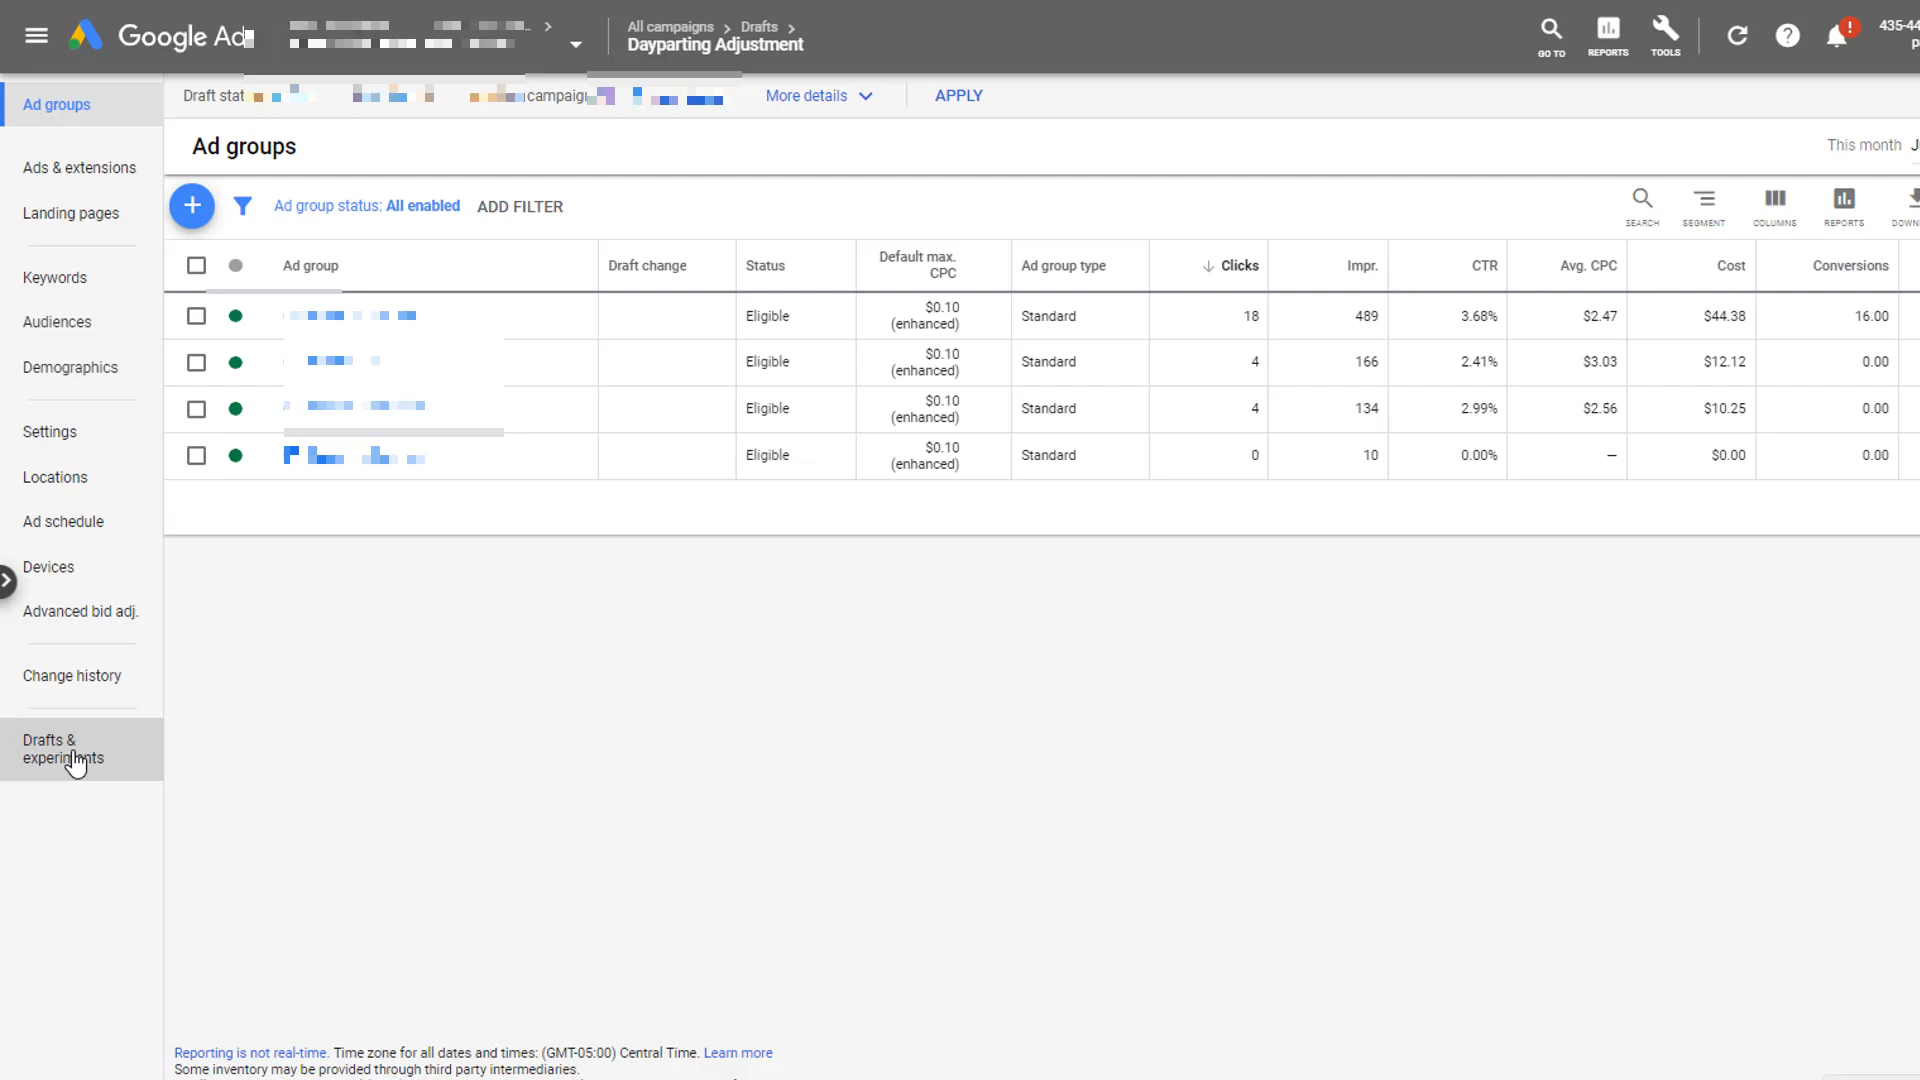 Google Ad
All campaigns > Drafts >
Dayparting Adjustment
GO TO
REPORTS
TOOLS
!
435-44
Ad groups
Ads & extensions
Landing pages
Keywords
Audiences
Demographics
Settings
Locations
Ad schedule
Devices
Advanced bid adj.
Change history
Drafts &
experiments
Draft stat
campaign
More details
APPLY
Ad groups
This month
+
Ad group status: All enabled
ADD FILTER
SEARCH
SEGMENT
COLUMNS
REPORTS
DOWN
Ad group Draft change Status Default max. CPC Ad group type Clicks Impr. CTR Avg. CPC Cost Conversions
Eligible $0.10 (enhanced) Standard 18 489 3.68% $2.47 $44.38 16.00
Eligible $0.10 (enhanced) Standard 4 166 2.41% $3.03 $12.12 0.00
Eligible $0.10 (enhanced) Standard 4 134 2.99% $2.56 $10.25 0.00
Eligible $0.10 (enhanced) Standard 0 10 0.00% — $0.00 0.00
Reporting is not real-time. Time zone for all dates and times: (GMT-05:00) Central Time. Learn more
Some inventory may be provided through third party intermediaries.